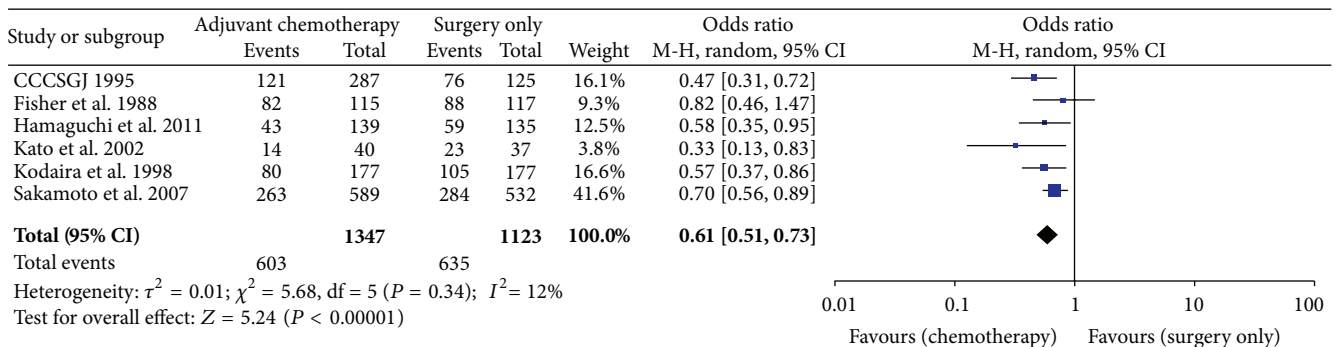 Study or subgroup Adjuvant chemotherapy Surgery only Weight Odds ratio Odds ratio
Events Total Events Total M-H, random, 95% CI M-H, random, 95% CI
CCCSGJ 1995 121 287 76 125 16.1% 0.47 [0.31, 0.72]
Fisher et al. 1988 82 115 88 117 9.3% 0.82 [0.46, 1.47]
Hamaguchi et al. 2011 43 139 59 135 12.5% 0.58 [0.35, 0.95]
Kato et al. 2002 14 40 23 37 3.8% 0.33 [0.13, 0.83]
Kodaira et al. 1998 80 177 105 177 16.6% 0.57 [0.37, 0.86]
Sakamoto et al. 2007 263 589 284 532 41.6% 0.70 [0.56, 0.89]
Total (95% CI) 1347 1123 100.0% 0.61 [0.51, 0.73]
Total events 603 635
Heterogeneity: τ² = 0.01; χ² = 5.68, df = 5 (P = 0.34); I² = 12%
Test for overall effect: Z = 5.24 (P < 0.00001)
0.01 0.1 1 10 100
Favours (chemotherapy) Favours (surgery only)